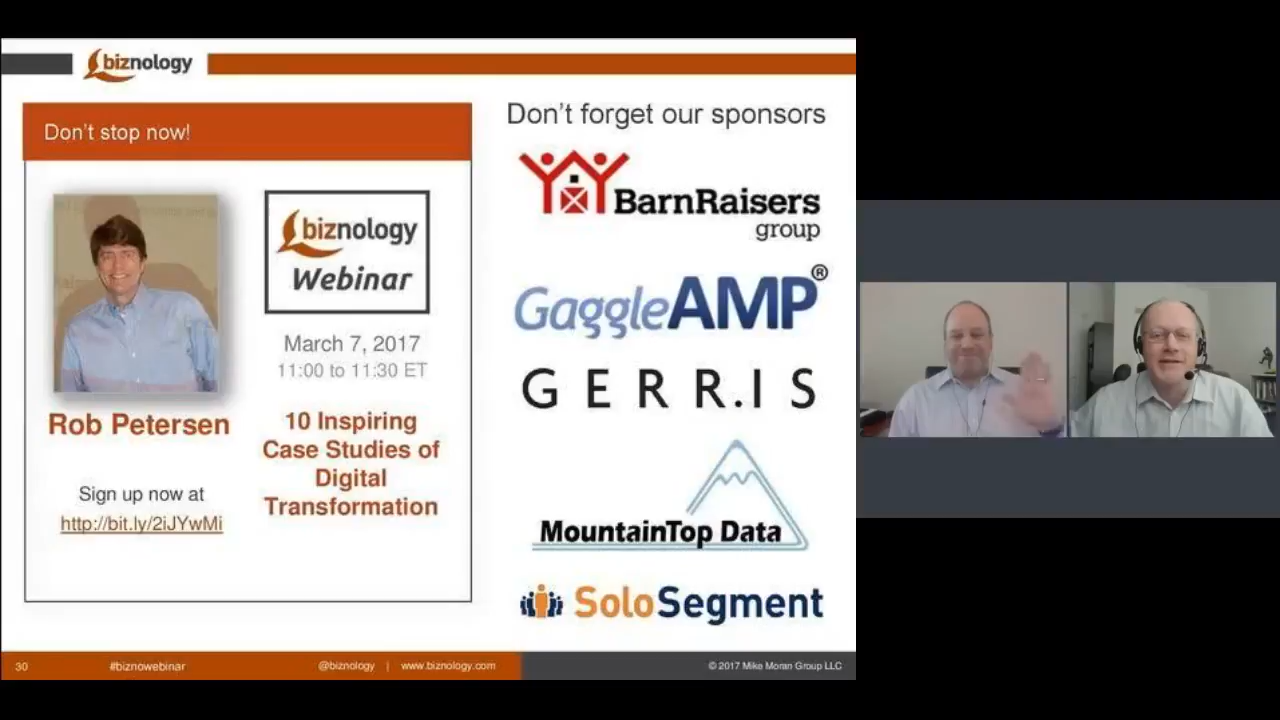 biznology
Don't stop now!
biznology
Webinar
March 7, 2017
11:00 to 11:30 ET
Rob Petersen
10 Inspiring
Case Studies of
Digital
Transformation
Sign up now at
http://bit.ly/2iJYwMi
Don't forget our sponsors
BarnRaisers
group
GaggleAMP®
GERR.IS
MountainTop Data
SoloSegment
30
#biznowebinar
@biznology | www.biznology.com
© 2017 Mike Moran Group LLC